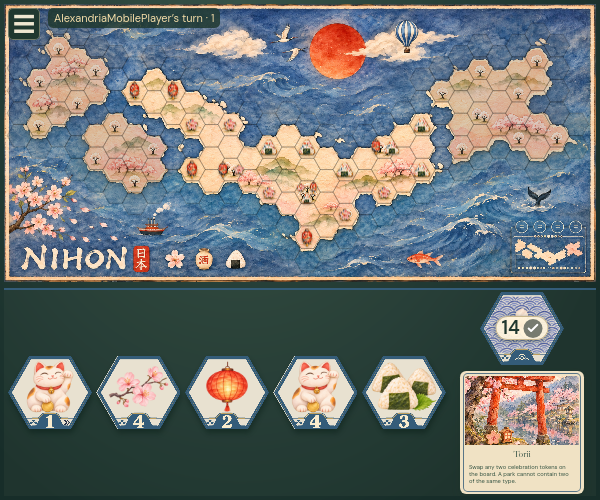 AlexandriaMobilePlayer's turn · 1
NIHON
日本
酒
14
1
4
2
4
3
Torii
Swap any two celebration tokens on
the board. A park cannot contain two
of the same type.